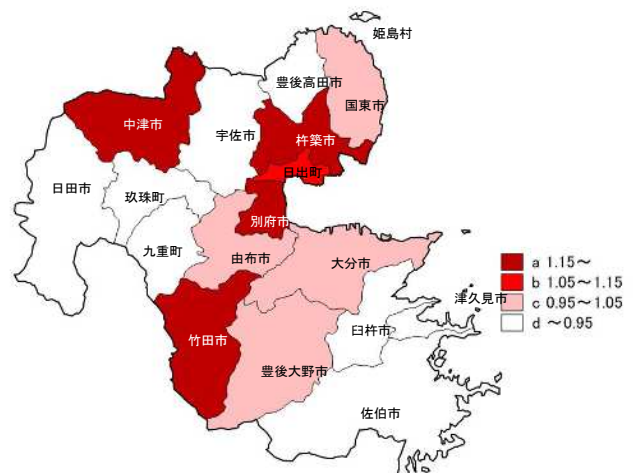 姫島村
豊後高田市
国東市
中津市
宇佐市
杵築市
日出町
日田市
玖珠町
別府市
九重町
由布市
大分市
津久見市
臼杵市
竹田市
豊後大野市
佐伯市
a 1.15～
b 1.05～1.15
c 0.95～1.05
d ～0.95